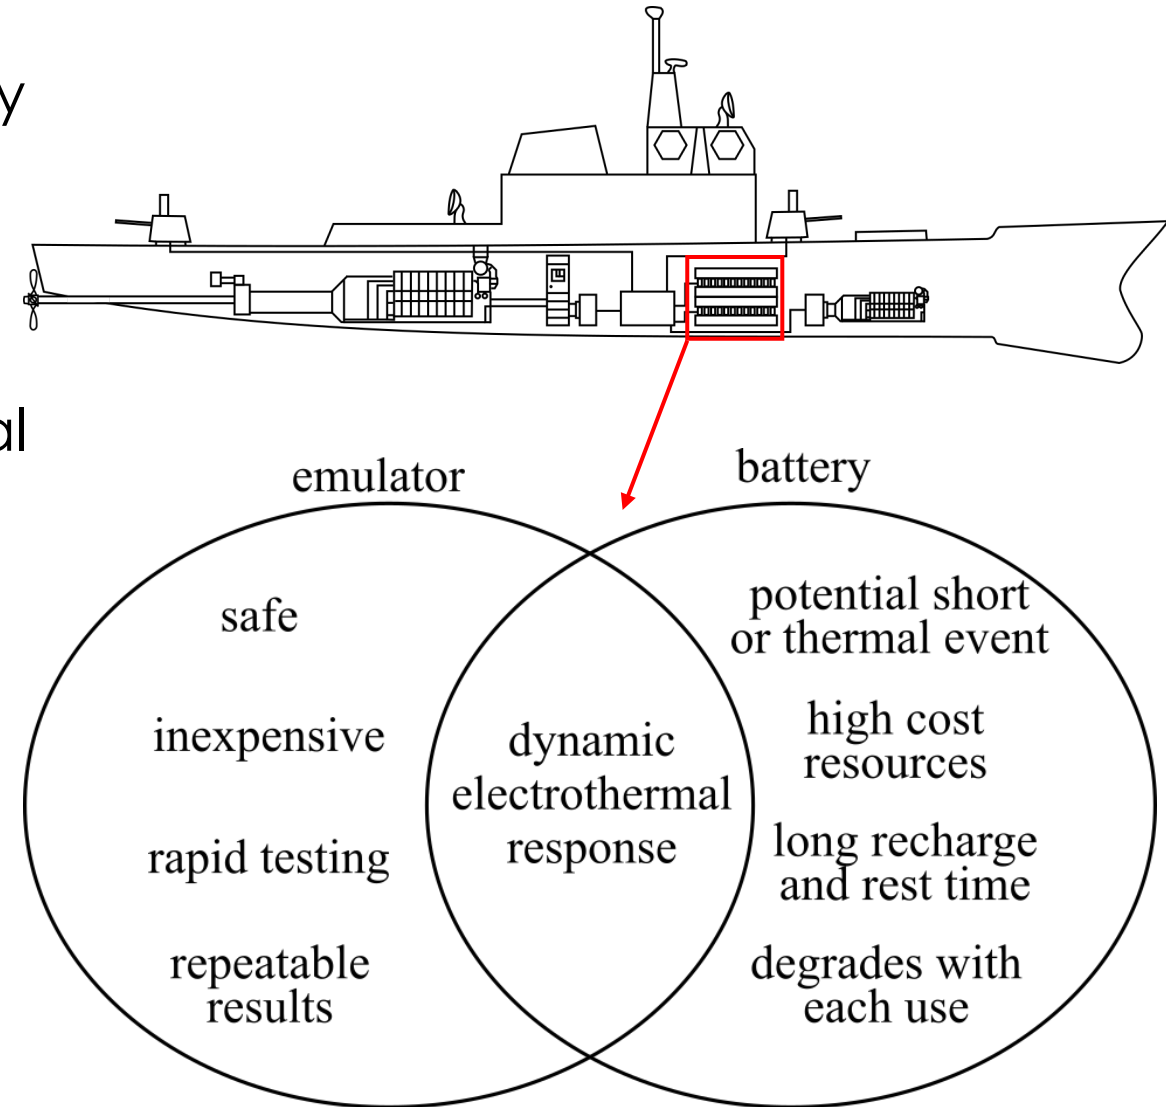 y
al
emulator
battery
safe
inexpensive
rapid testing
repeatable
results
dynamic
electrothermal
response
potential short
or thermal event
high cost
resources
long recharge
and rest time
degrades with
each use